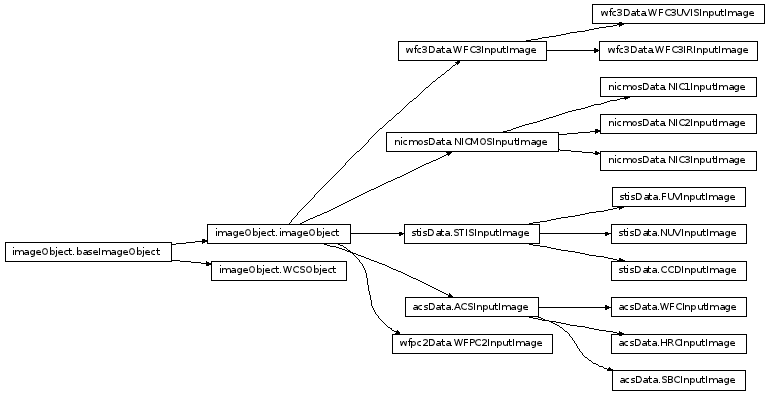 wfc3Data.WFC3UVISInputImage
wfc3Data.WFC3InputImage
wfc3Data.WFC3IRInputImage
nicmosData.NIC1InputImage
nicmosData.NIC2InputImage
nicmosData.NICMOSInputImage
nicmosData.NIC3InputImage
stisData.FUVInputImage
imageObject.imageObject
stisData.STISInputImage
stisData.NUVInputImage
imageObject.baseImageObject
imageObject.WCSObject
stisData.CCDInputImage
acsData.ACSInputImage
acsData.WFCInputImage
wfpc2Data.WFPC2InputImage
acsData.HRCInputImage
acsData.SBCInputImage